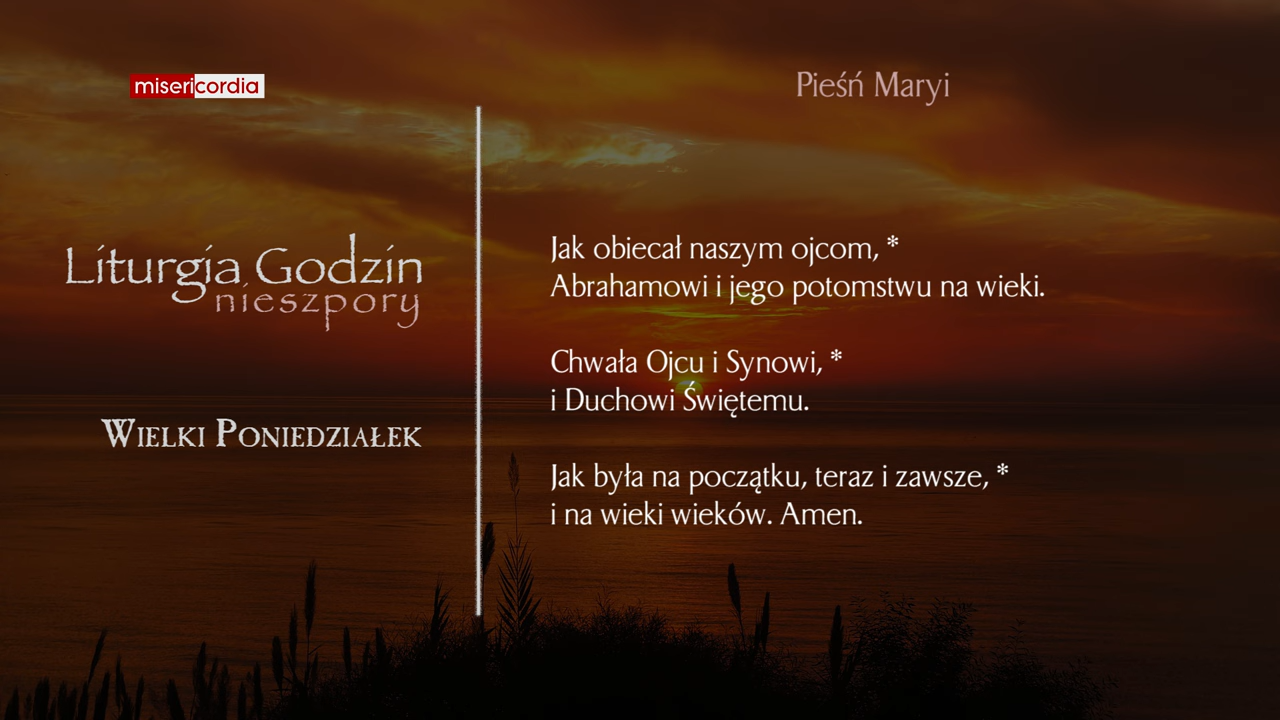 misericordia
Pieśń Maryi
Liturgia Godzin
nieszpory
Wielki Poniedziałek
Jak obiecał naszym ojcom, *
Abrahamowi i jego potomstwu na wieki.
Chwała Ojcu i Synowi, *
i Duchowi Świętemu.
Jak była na początku, teraz i zawsze, *
i na wieki wieków. Amen.